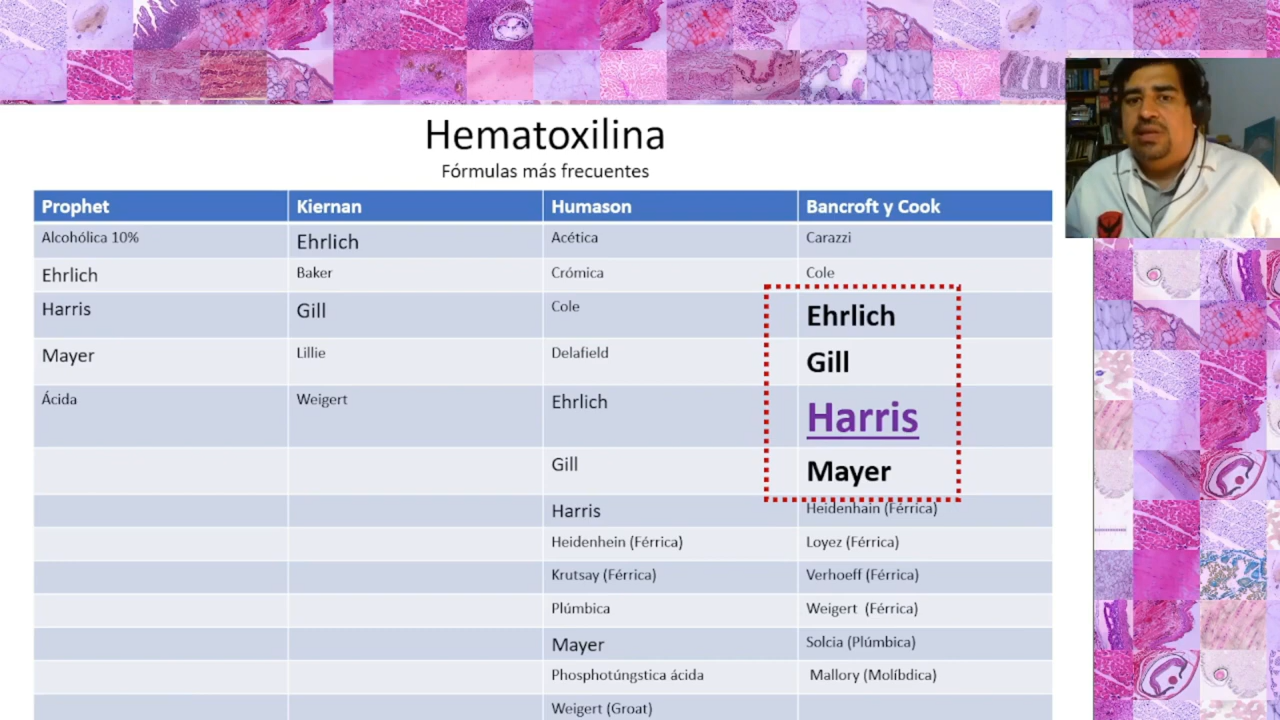 Hematoxilina
Fórmulas más frecuentes
Prophet Kiernan Humason Bancroft y Cook
Alcohólica 10% Ehrlich Acética Carazzi
Ehrlich Baker Crómica Cole
Harris Gill Cole Ehrlich
Mayer Lillie Delafield Gill
Ácida Weigert Ehrlich Harris
Gill Mayer
Harris Heidenhain (Férrica)
Heidenhein (Férrica) Loyez (Férrica)
Krutsay (Férrica) Verhoeff (Férrica)
Plúmbica Weigert (Férrica)
Mayer Solcia (Plúmbica)
Phosphotúngstica ácida Mallory (Molíbdica)
Weigert (Groat)